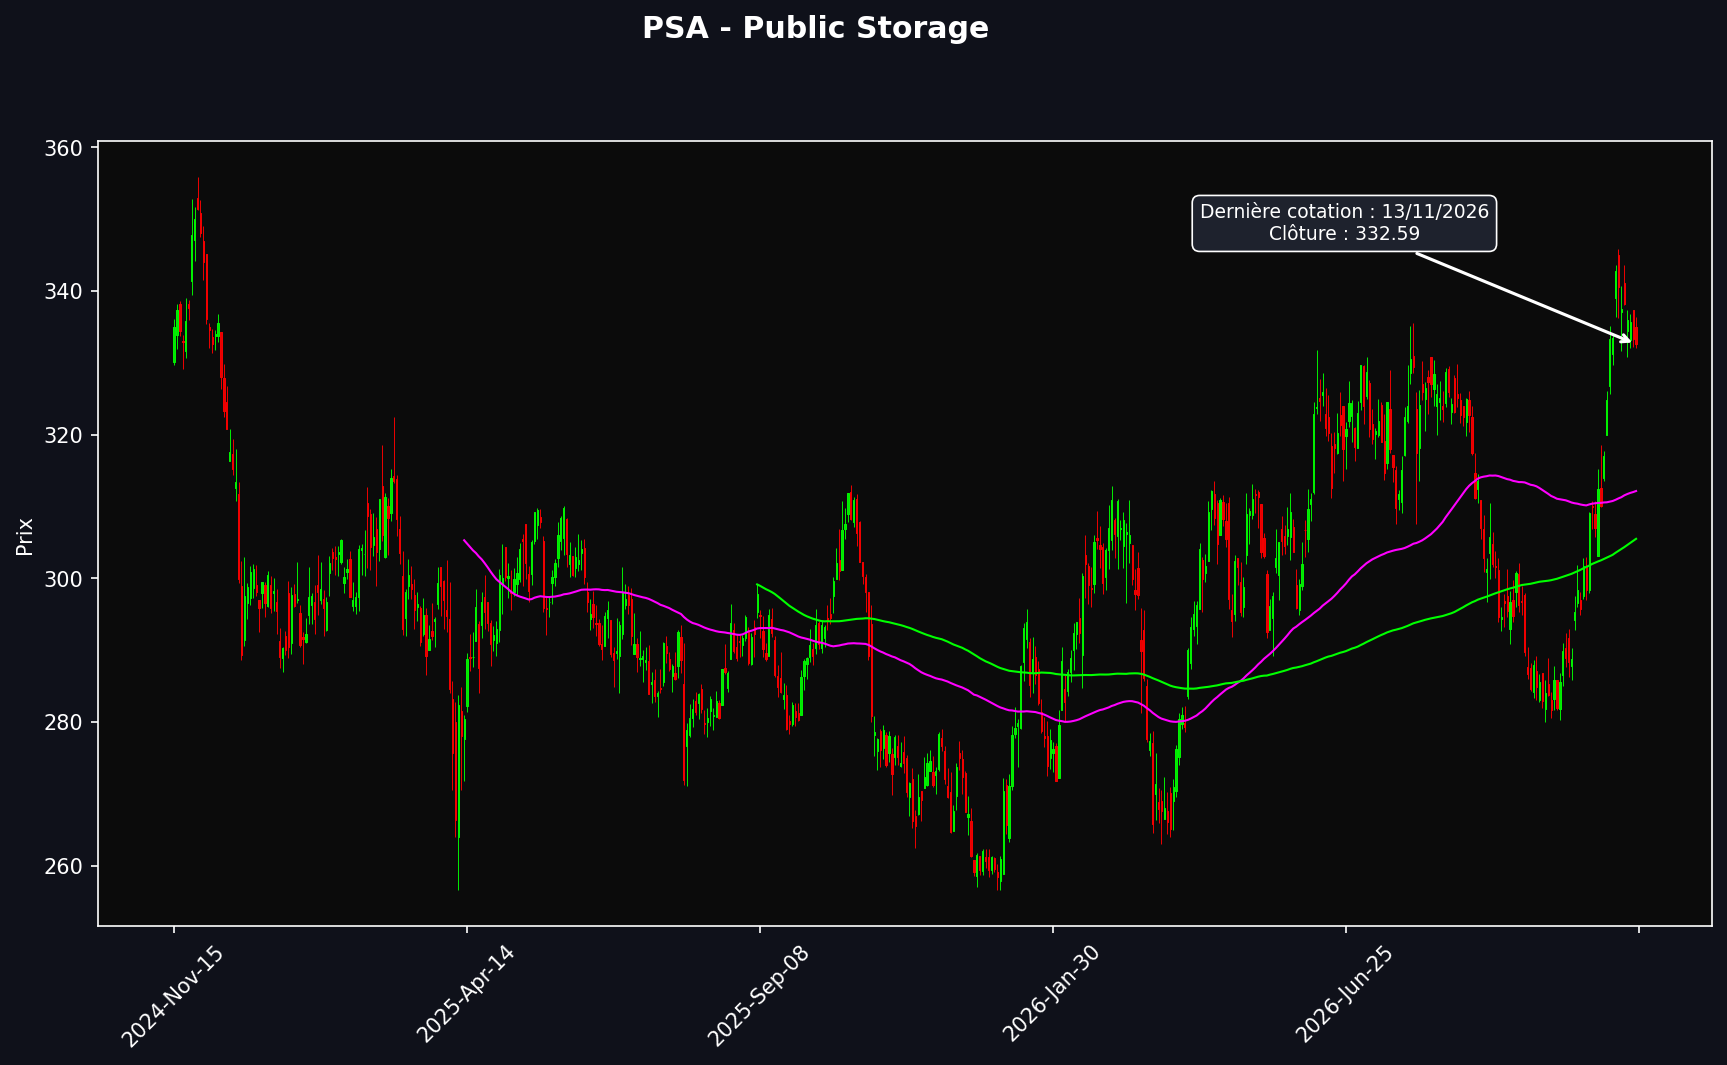 PSA - Public Storage
Dernière cotation : 13/11/2026
Clôture : 332.59
Prix
360
340
320
300
280
260
2024-Nov-15
2025-Apr-14
2025-Sep-08
2026-Jan-30
2026-Jun-25